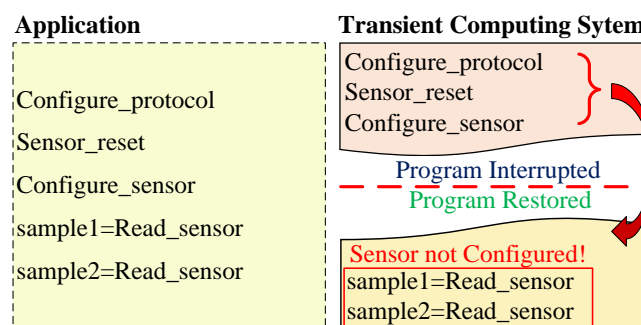 Application
Configure_protocol
Sensor_reset
Configure_sensor
sample1=Read_sensor
sample2=Read_sensor
Transient Computing Sytem
Configure_protocol
Sensor_reset
Configure_sensor
Program Interrupted
Program Restored
Sensor not Configured!
sample1=Read_sensor
sample2=Read_sensor